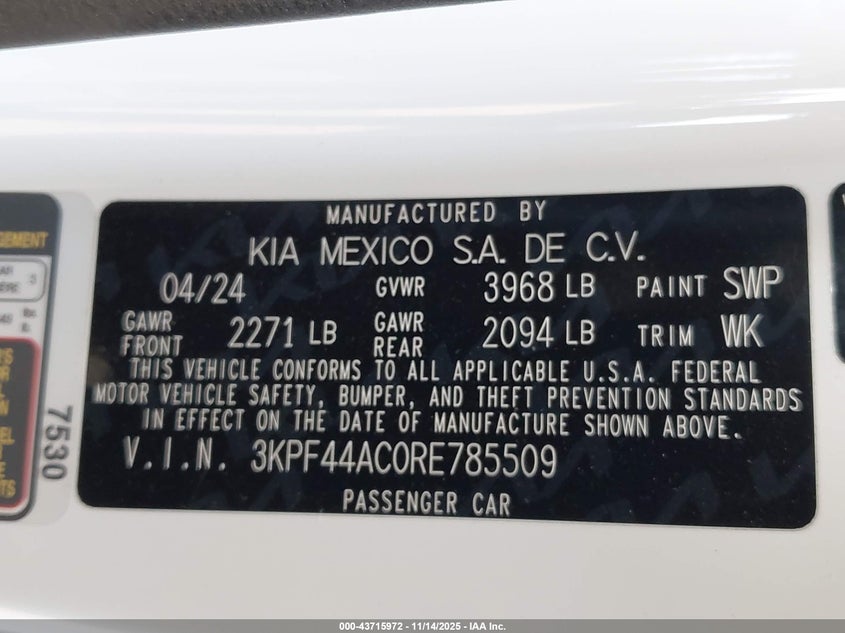 MANUFACTURED BY
KIA MEXICO S.A. DE C.V.
04/24 GVWR 3968 LB PAINT SWP
GAWR FRONT 2271 LB GAWR REAR 2094 LB TRIM WK
THIS VEHICLE CONFORMS TO ALL APPLICABLE U.S.A. FEDERAL
MOTOR VEHICLE SAFETY, BUMPER, AND THEFT PREVENTION STANDARDS
IN EFFECT ON THE DATE OF MANUFACTURE SHOWN ABOVE.
V.I.N. 3KPF44AC0RE785509
PASSENGER CAR
7530
000-43715972 - 11/14/2025 - IAA Inc.